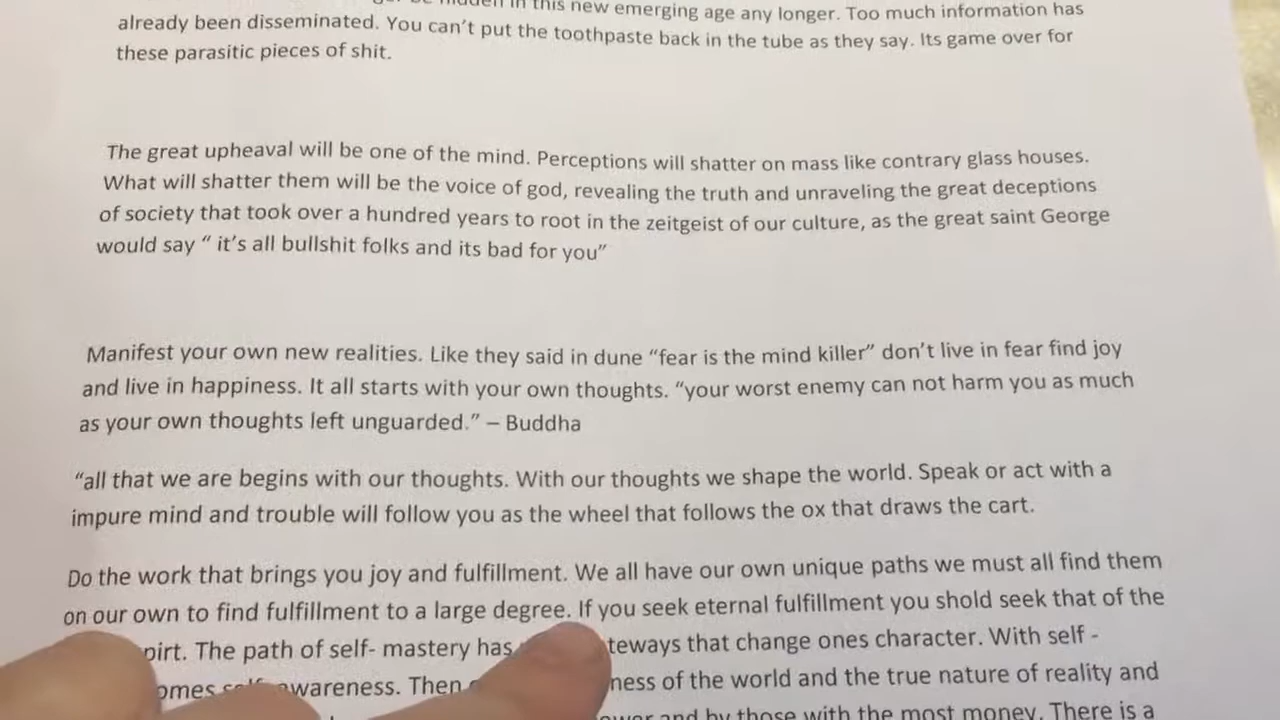 in this new emerging age any longer. Too much information has
already been disseminated. You can't put the toothpaste back in the tube as they say. Its game over for
these parasitic pieces of shit.
The great upheaval will be one of the mind. Perceptions will shatter on mass like contrary glass houses.
What will shatter them will be the voice of god, revealing the truth and unraveling the great deceptions
of society that took over a hundred years to root in the zeitgeist of our culture, as the great saint George
would say “ it's all bullshit folks and its bad for you”
Manifest your own new realities. Like they said in dune “fear is the mind killer” don't live in fear find joy
and live in happiness. It all starts with your own thoughts. “your worst enemy can not harm you as much
as your own thoughts left unguarded.” – Buddha
“all that we are begins with our thoughts. With our thoughts we shape the world. Speak or act with a
impure mind and trouble will follow you as the wheel that follows the ox that draws the cart.
Do the work that brings you joy and fulfillment. We all have our own unique paths we must all find them
on our own to find fulfillment to a large degree. If you seek eternal fulfillment you shold seek that of the
pirt. The path of self- mastery has teways that change ones character. With self -
omes awareness. Then ness of the world and the true nature of reality and
and by those with the most money. There is a